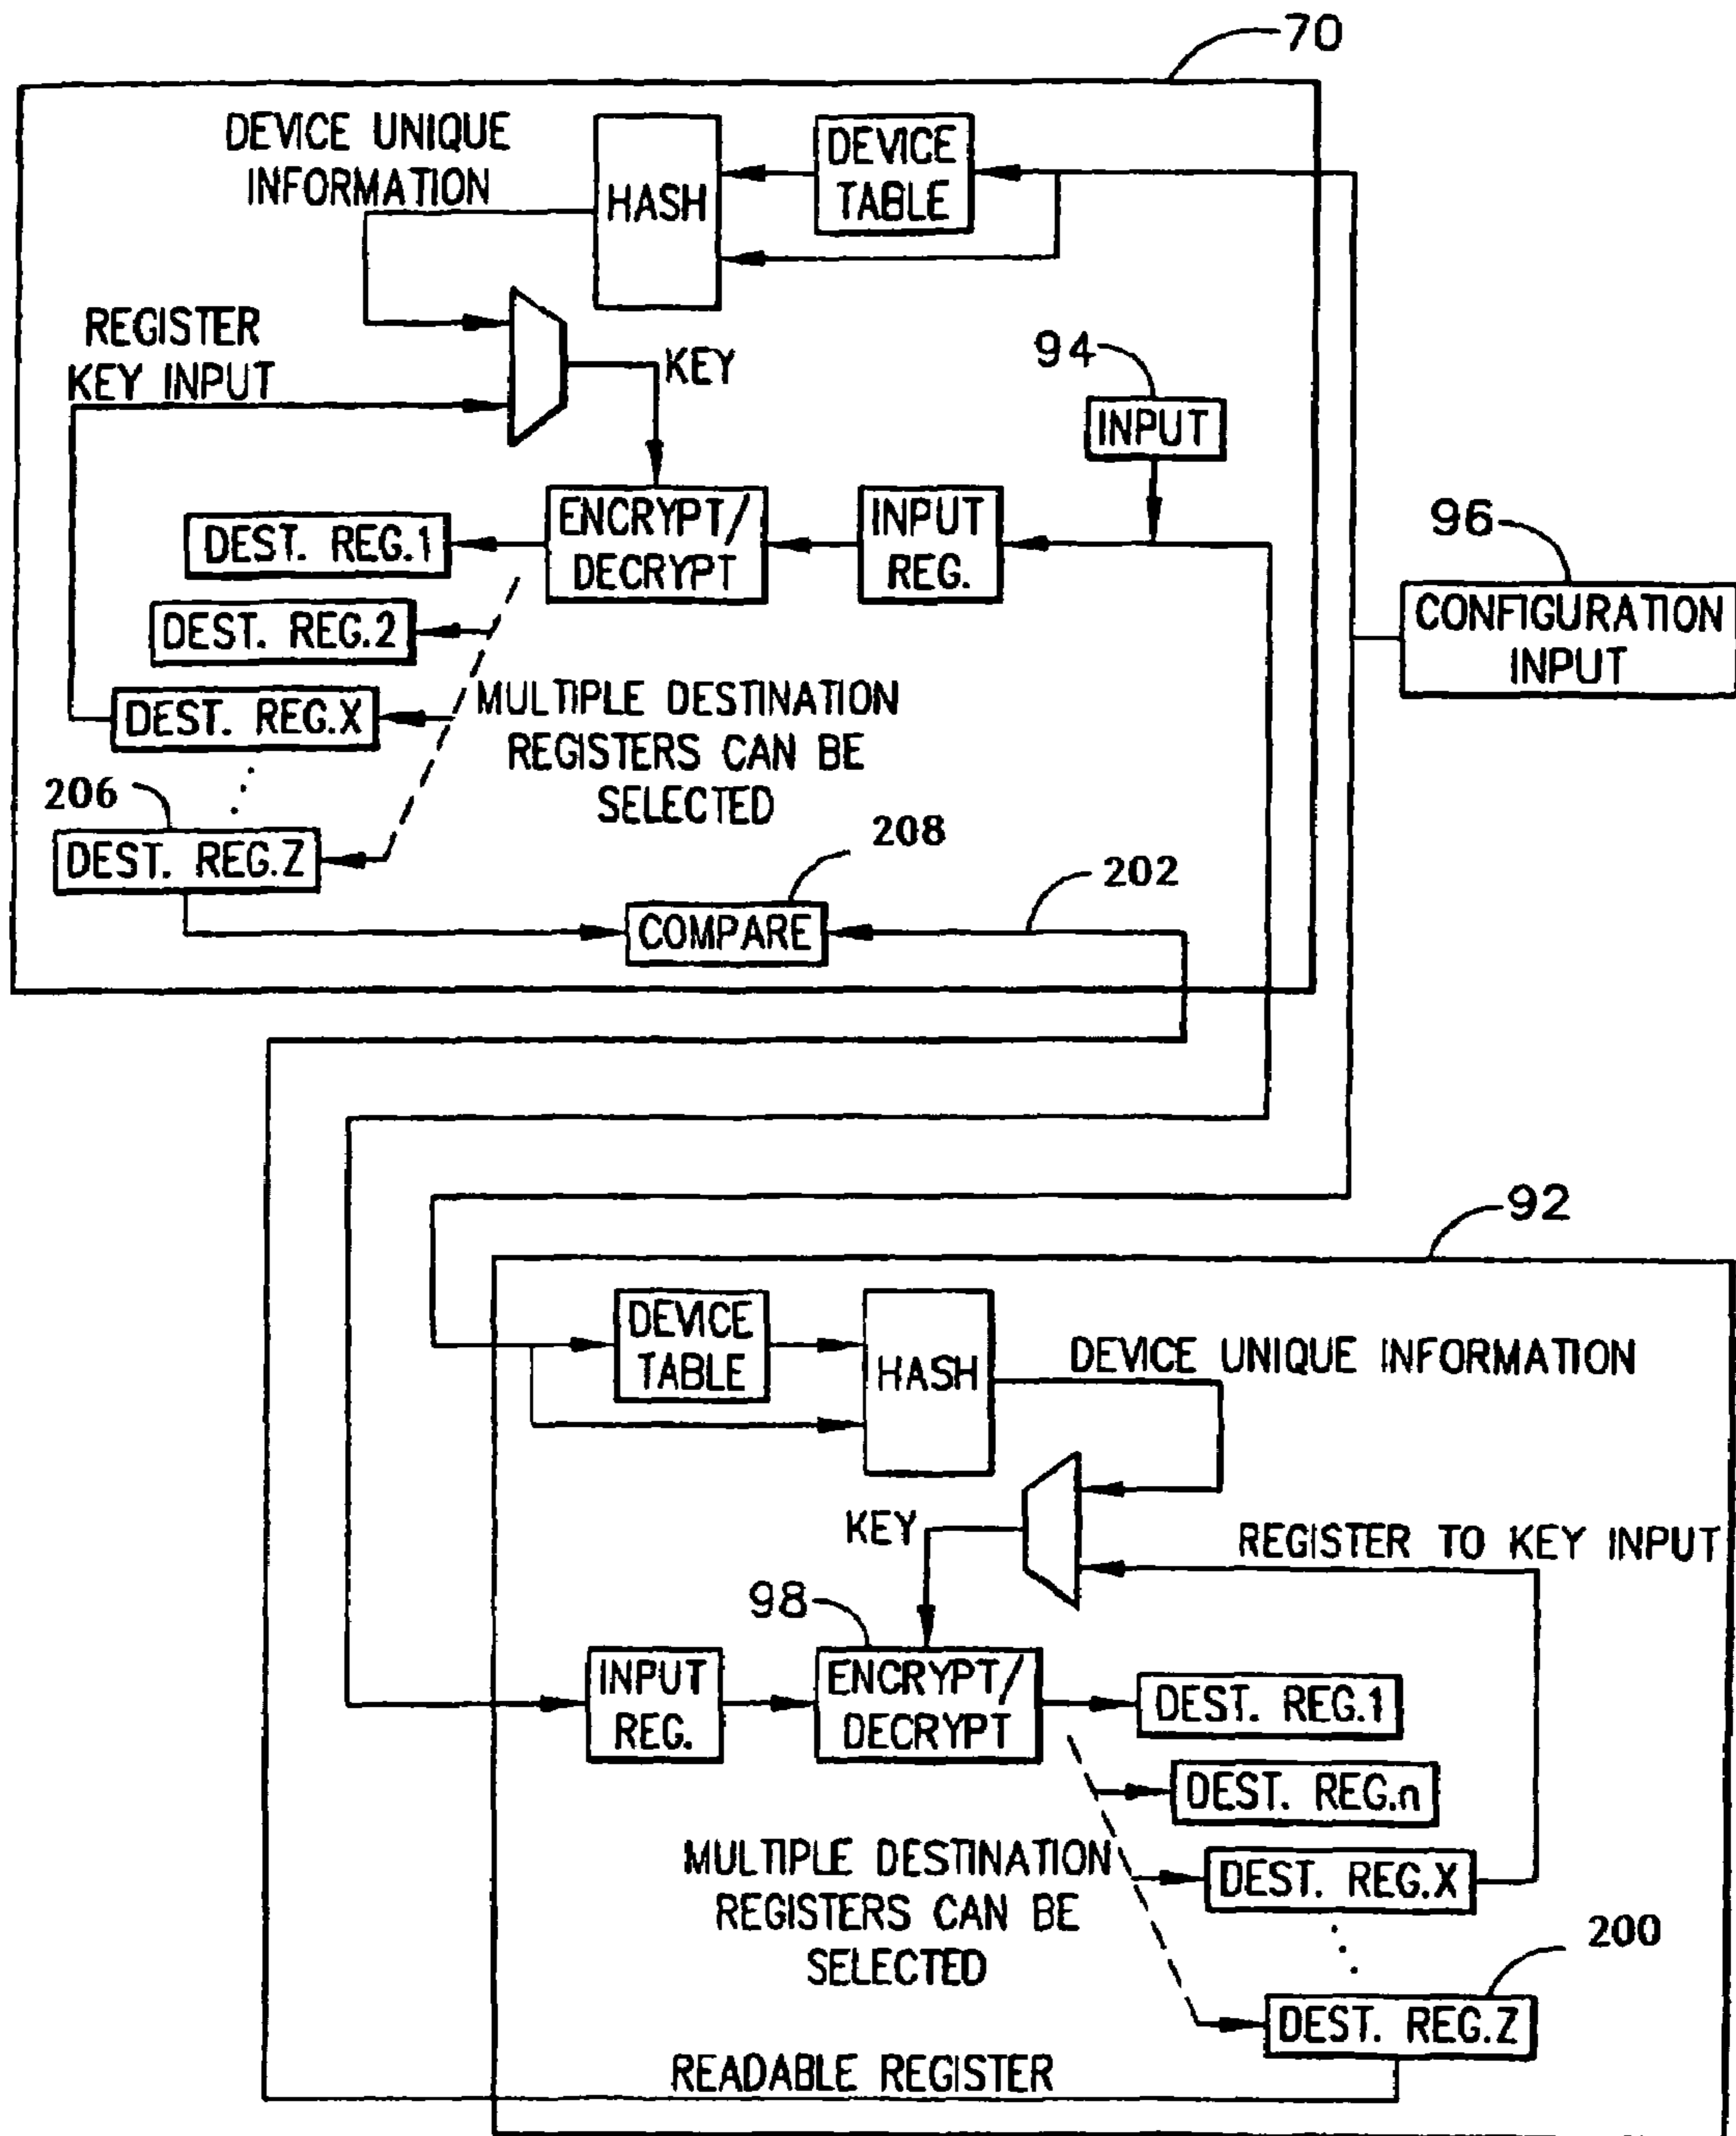 70
DEVICE UNIQUE
INFORMATION
HASH
DEVICE
TABLE
REGISTER
KEY INPUT
KEY
94
INPUT
ENCRYPT/
DECRYPT
INPUT
REG.
DEST. REG.1
DEST. REG.2
DEST. REG.X
96
CONFIGURATION
INPUT
MULTIPLE DESTINATION
REGISTERS CAN BE
SELECTED
206
DEST. REG.Z
208
COMPARE
202
92
DEVICE
TABLE
HASH
DEVICE UNIQUE INFORMATION
KEY
REGISTER TO KEY INPUT
98
INPUT
REG.
ENCRYPT/
DECRYPT
DEST. REG.1
DEST. REG.n
DEST. REG.X
MULTIPLE DESTINATION
REGISTERS CAN BE
SELECTED
200
DEST. REG.Z
READABLE REGISTER